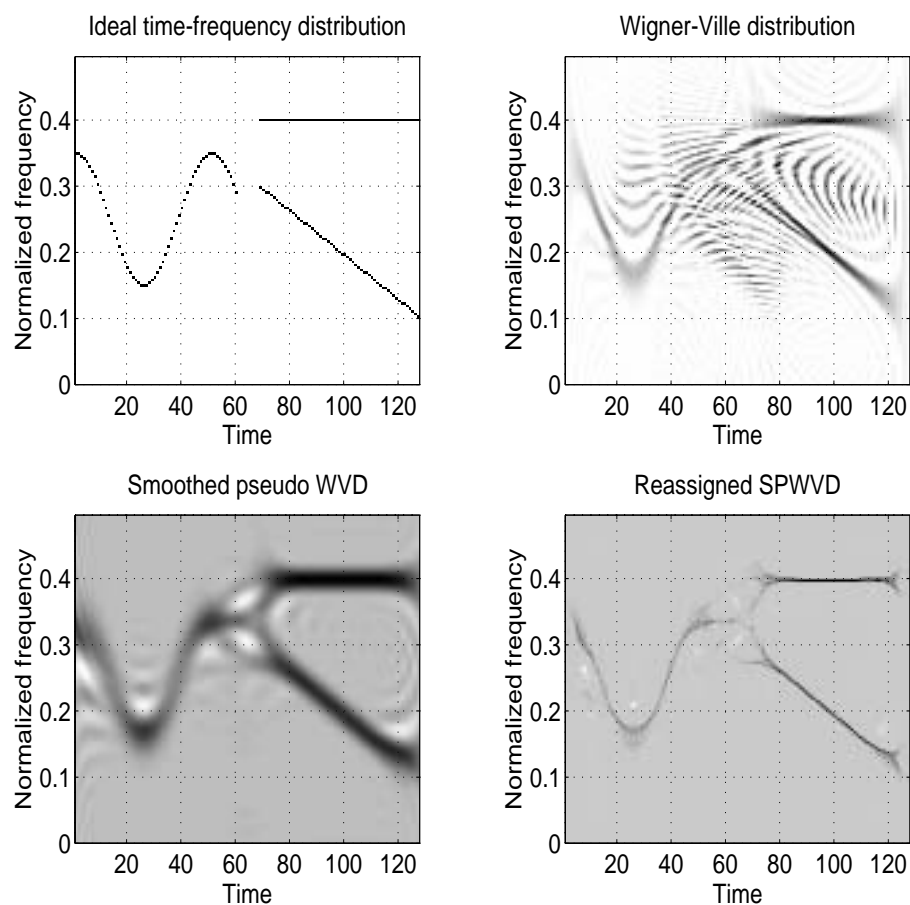 Ideal time-frequency distribution
Normalized frequency
0.4
0.3
0.2
0.1
0
20 40 60 80 100 120
Time
Wigner-Ville distribution
Normalized frequency
0.4
0.3
0.2
0.1
0
20 40 60 80 100 120
Time
Smoothed pseudo WVD
Normalized frequency
0.4
0.3
0.2
0.1
0
20 40 60 80 100 120
Time
Reassigned SPWVD
Normalized frequency
0.4
0.3
0.2
0.1
0
20 40 60 80 100 120
Time